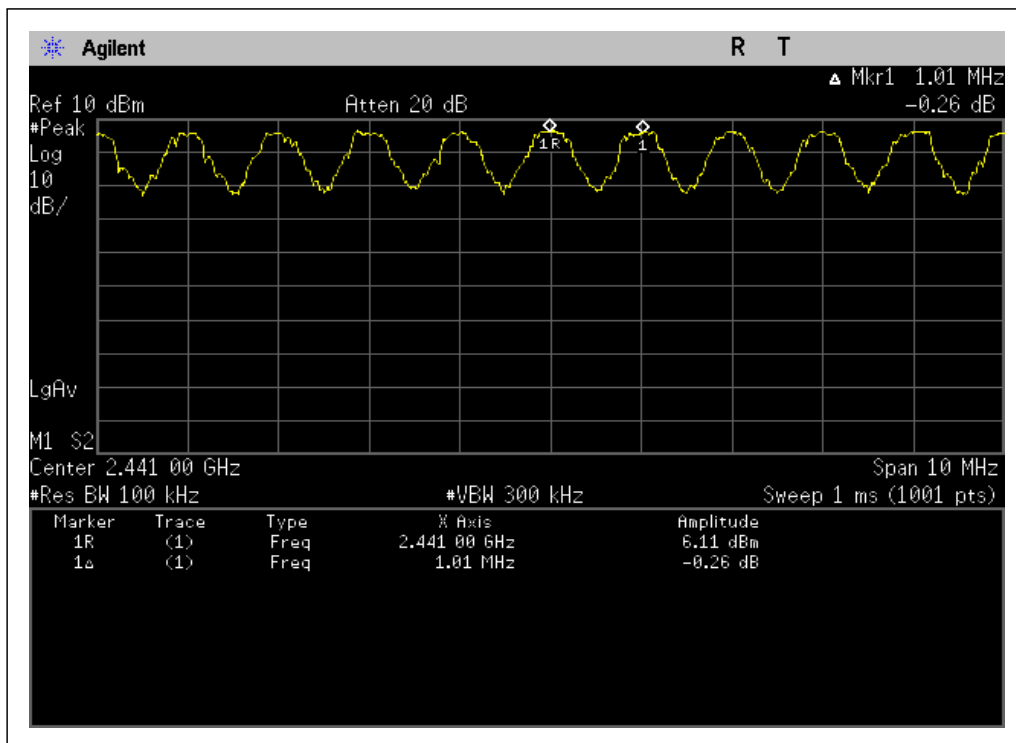 Agilent R T
Δ Mkr1 1.01 MHz
Ref 10 dBm Atten 20 dB -0.26 dB
#Peak
Log
10
dB/
1R 1
LgAv
M1 S2
Center 2.441 00 GHz Span 10 MHz
#Res BW 100 kHz #VBW 300 kHz Sweep 1 ms (1001 pts)
Marker Trace Type X Axis Amplitude
1R (1) Freq 2.441 00 GHz 6.11 dBm
1Δ (1) Freq 1.01 MHz -0.26 dB